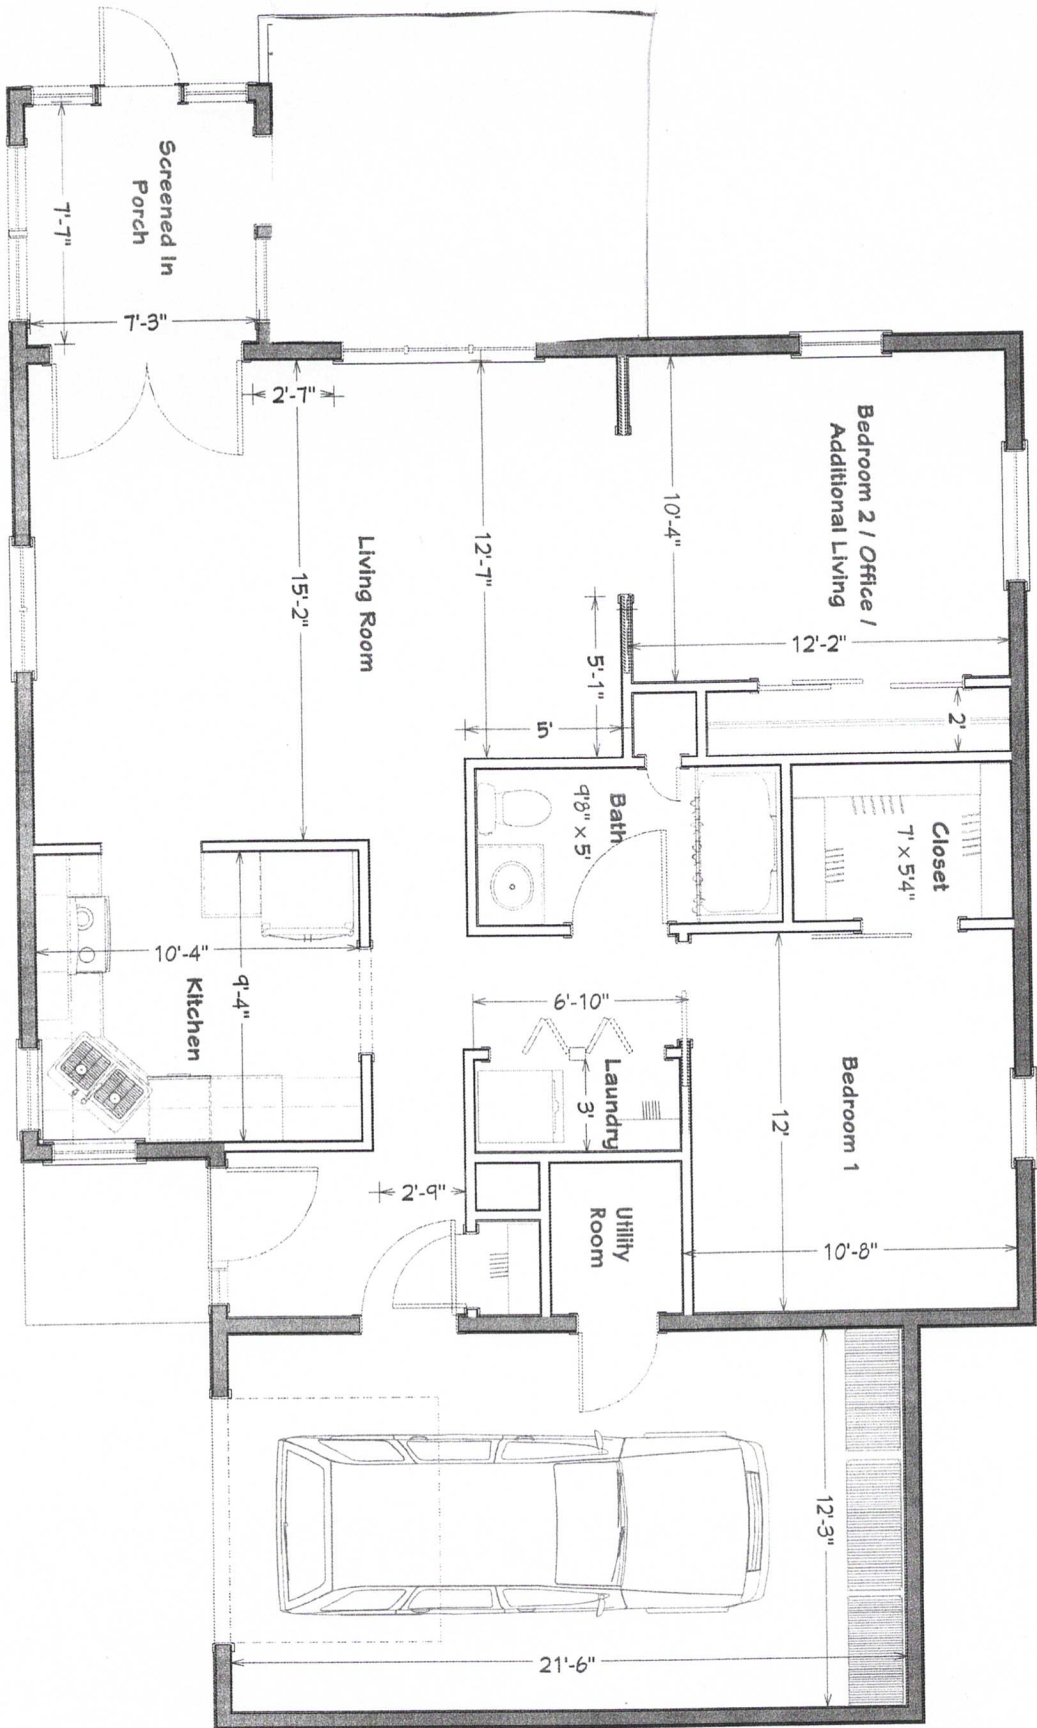 Screened in
Porch
7'-7"
7'-3"
2'-7"
15'-2"
12'-7"
Living Room
Bedroom 2 / Office /
Additional Living
10'-4"
12'-2"
5'-1"
5'
2'
Bath
9'8" x 5'
Closet
7' x 5'4"
10'-4"
9'-4"
Kitchen
6'-10"
Laundry
3'
12'
Bedroom 1
10'-8"
2'-9"
Utility
Room
12'-3"
21'-6"